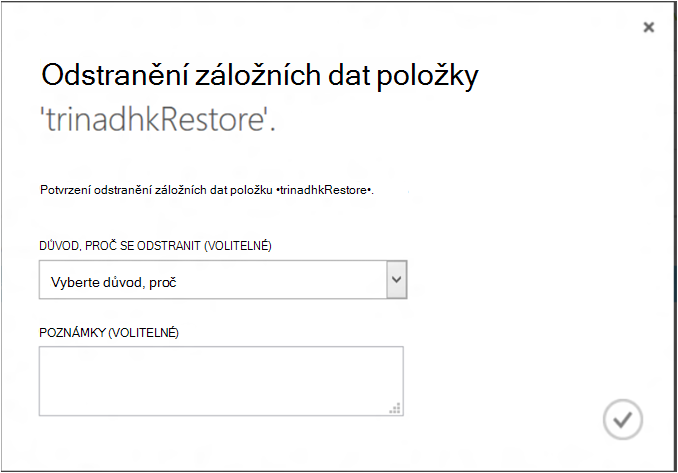 Odstranění záložních dat položky
'trinadhkRestore'.
Potvrzení odstranění záložních dat položku •trinadhkRestore•.
DŮVOD, PROČ SE ODSTRANIT (VOLITELNÉ)
Vyberte důvod, proč
POZNÁMKY (VOLITELNÉ)